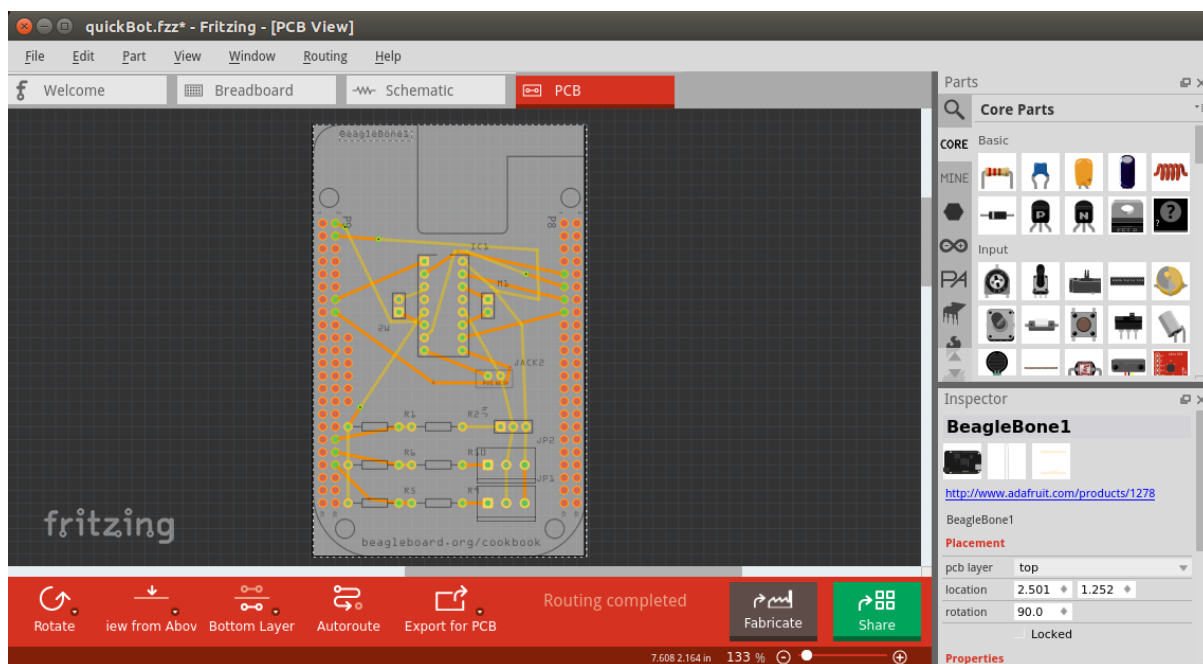 quickBot.fzz* - Fritzing - [PCB View]
File Edit Part View Window Routing Help
Welcome Breadboard Schematic PCB
Parts
Core Parts
CORE
Basic
MINE
P
N
?
Input
PA
BeagleBone1
P9
P8
IC1
M1
M2
JACK2
R1
R2
JP2
R6
R10
JP1
R5
R9
fritzing
beagleboard.org/cookbook
Inspector
BeagleBone1
http://www.adafruit.com/products/1278
BeagleBone1
Placement
pcb layer top
location 2.501 1.252
rotation 90.0
Locked
Properties
Rotate
iew from Abov
Bottom Layer
Autoroute
Export for PCB
Routing completed
Fabricate
Share
7.608 2.164 in 133 %